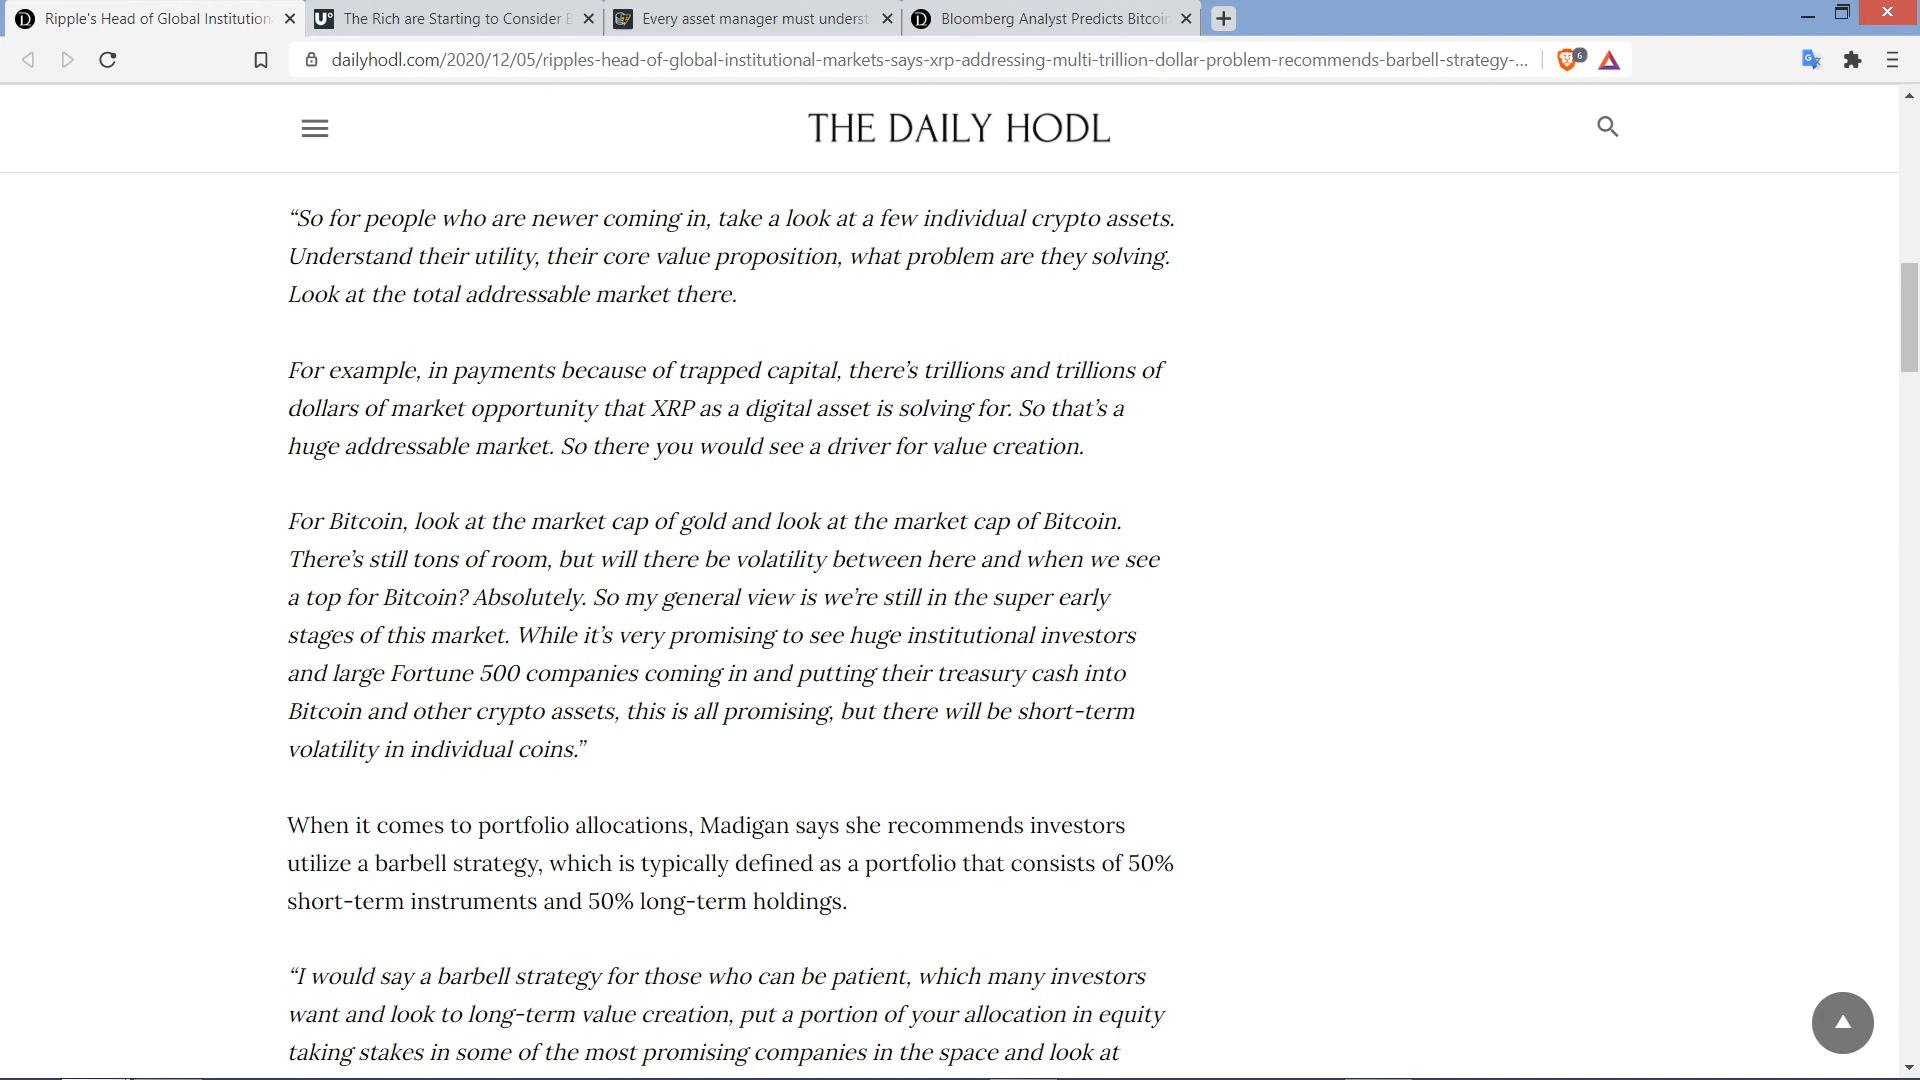 Ripple's Head of Global Institution
The Rich are Starting to Consider
Every asset manager must underst
Bloomberg Analyst Predicts Bitcoin
dailyhodl.com/2020/12/05/ripples-head-of-global-institutional-markets-says-xrp-addressing-multi-trillion-dollar-problem-recommends-barbell-strategy-...
6
THE DAILY HODL
“So for people who are newer coming in, take a look at a few individual crypto assets.
Understand their utility, their core value proposition, what problem are they solving.
Look at the total addressable market there.
For example, in payments because of trapped capital, there’s trillions and trillions of
dollars of market opportunity that XRP as a digital asset is solving for. So that’s a
huge addressable market. So there you would see a driver for value creation.
For Bitcoin, look at the market cap of gold and look at the market cap of Bitcoin.
There’s still tons of room, but will there be volatility between here and when we see
a top for Bitcoin? Absolutely. So my general view is we’re still in the super early
stages of this market. While it’s very promising to see huge institutional investors
and large Fortune 500 companies coming in and putting their treasury cash into
Bitcoin and other crypto assets, this is all promising, but there will be short-term
volatility in individual coins.”
When it comes to portfolio allocations, Madigan says she recommends investors
utilize a barbell strategy, which is typically defined as a portfolio that consists of 50%
short-term instruments and 50% long-term holdings.
“I would say a barbell strategy for those who can be patient, which many investors
want and look to long-term value creation, put a portion of your allocation in equity
taking stakes in some of the most promising companies in the space and look at